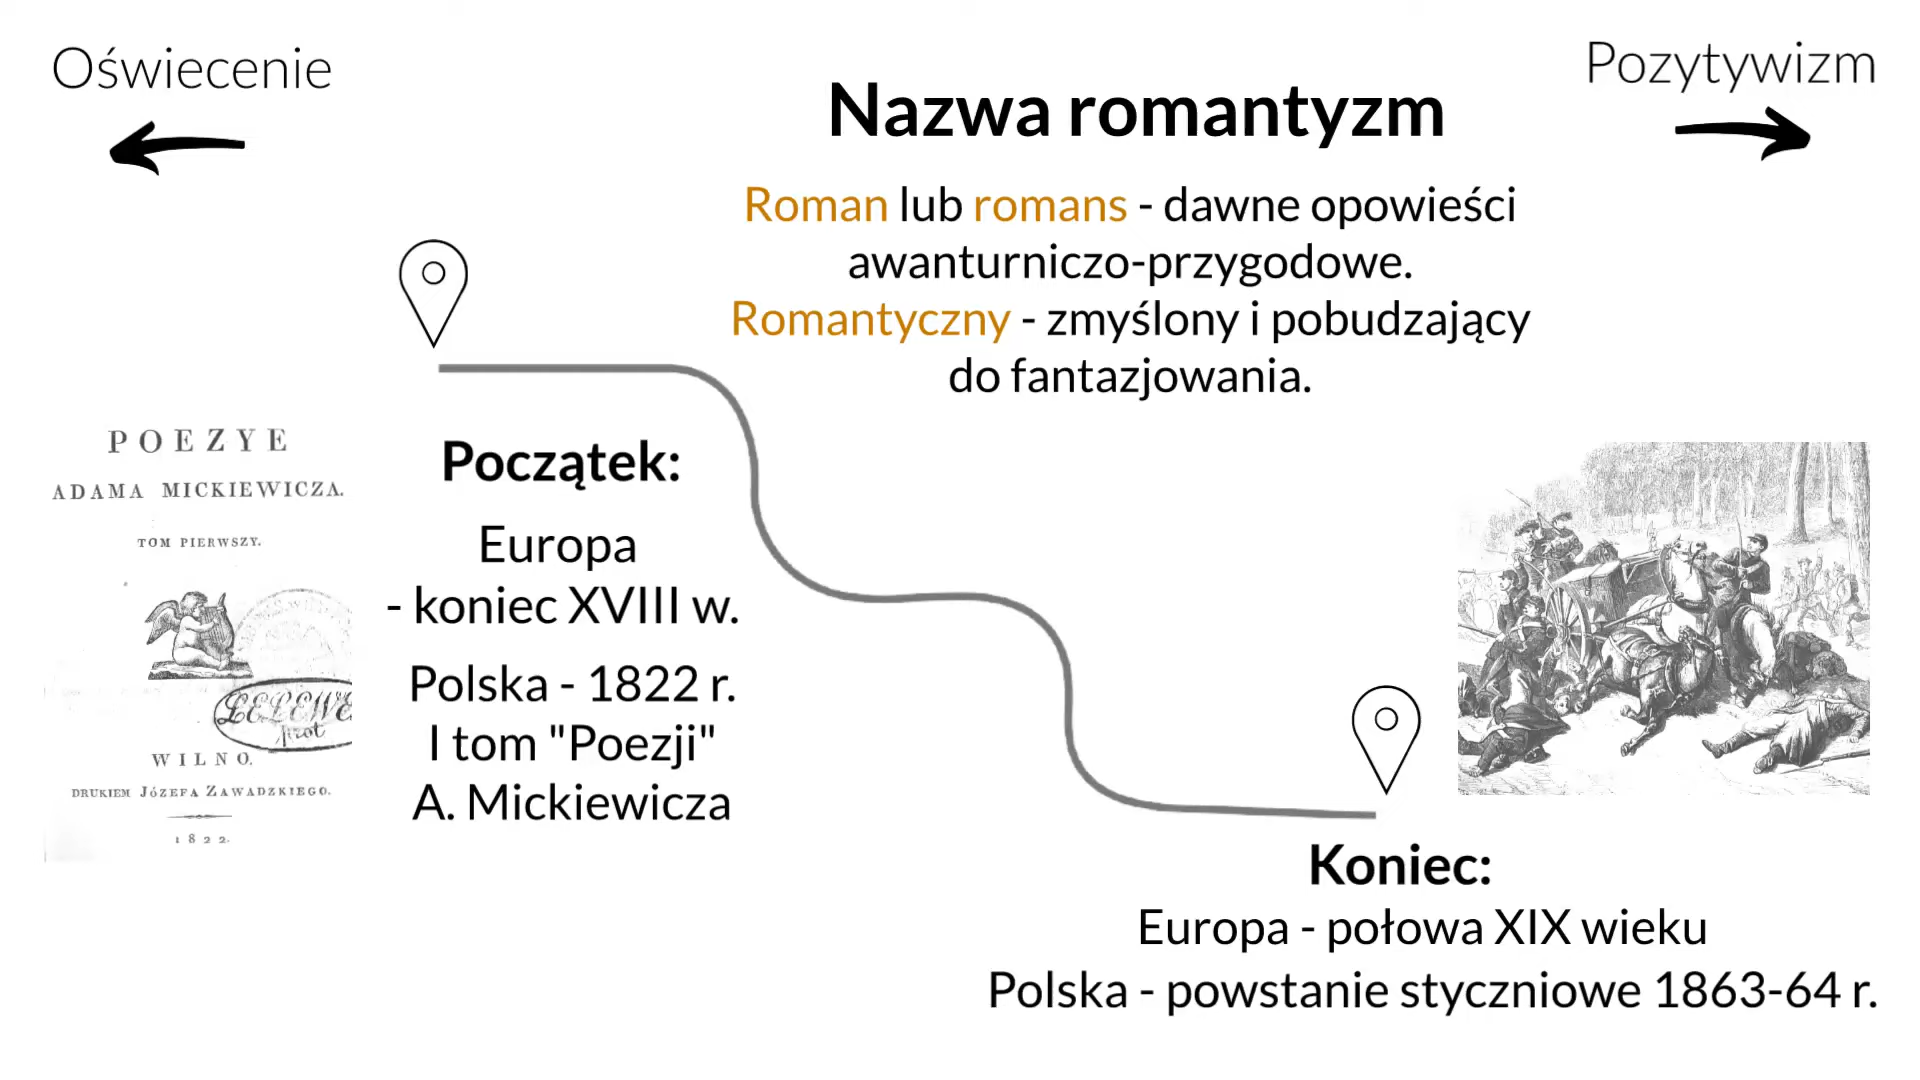 Oświecenie
Pozytywizm
Nazwa romantyzm
Roman lub romans - dawne opowieści
awanturniczo-przygodowe.
Romantyczny - zmyślony i pobudzający
do fantazjowania.
POEZYE
ADAMA MICKIEWICZA.
TOM PIERWSZY.
WILNO.
DRUKIEM JÓZEFA ZAWADZKIEGO.
1822.
Początek:
Europa
- koniec XVIII w.
Polska - 1822 r.
I tom "Poezji"
A. Mickiewicza
Koniec:
Europa - połowa XIX wieku
Polska - powstanie styczniowe 1863-64 r.